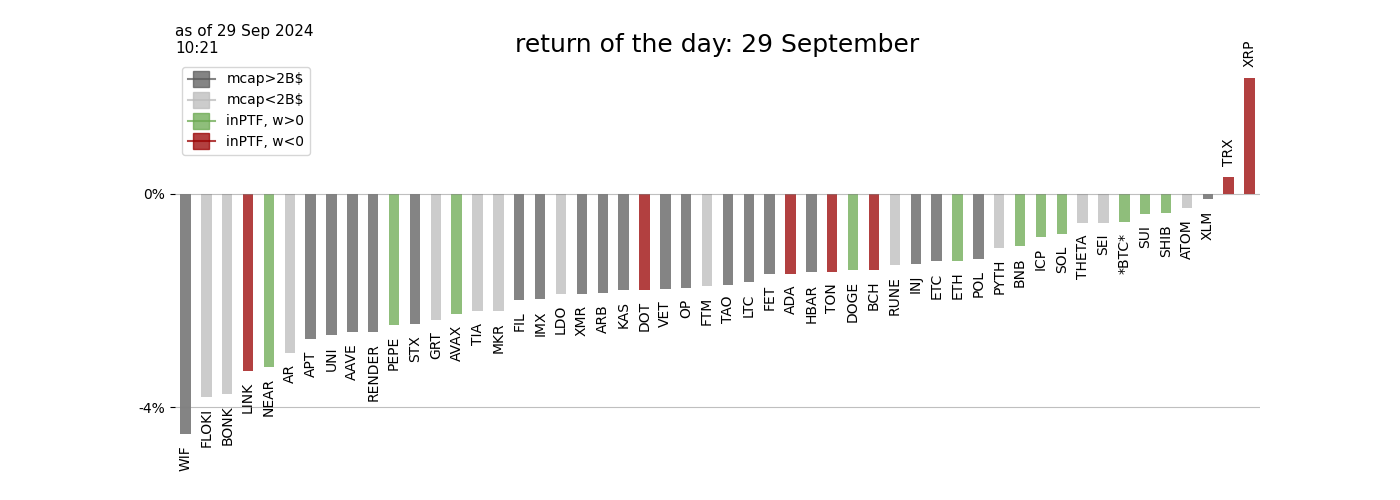 as of 29 Sep 2024
10:21
return of the day: 29 September
mcap>2B$
mcap<2B$
inPTF, w>0
inPTF, w<0
0%
-4%
WIF
FLOKI
BONK
LINK
NEAR
AR
APT
UNI
AAVE
RENDER
PEPE
STX
GRT
AVAX
TIA
MKR
FIL
IMX
LDO
XMR
ARB
KAS
DOT
VET
OP
FTM
TAO
LTC
FET
ADA
HBAR
TON
DOGE
BCH
RUNE
INJ
ETC
ETH
POL
PYTH
BNB
ICP
SOL
THETA
SEI
*BTC*
SUI
SHIB
ATOM
XLM
TRX
XRP